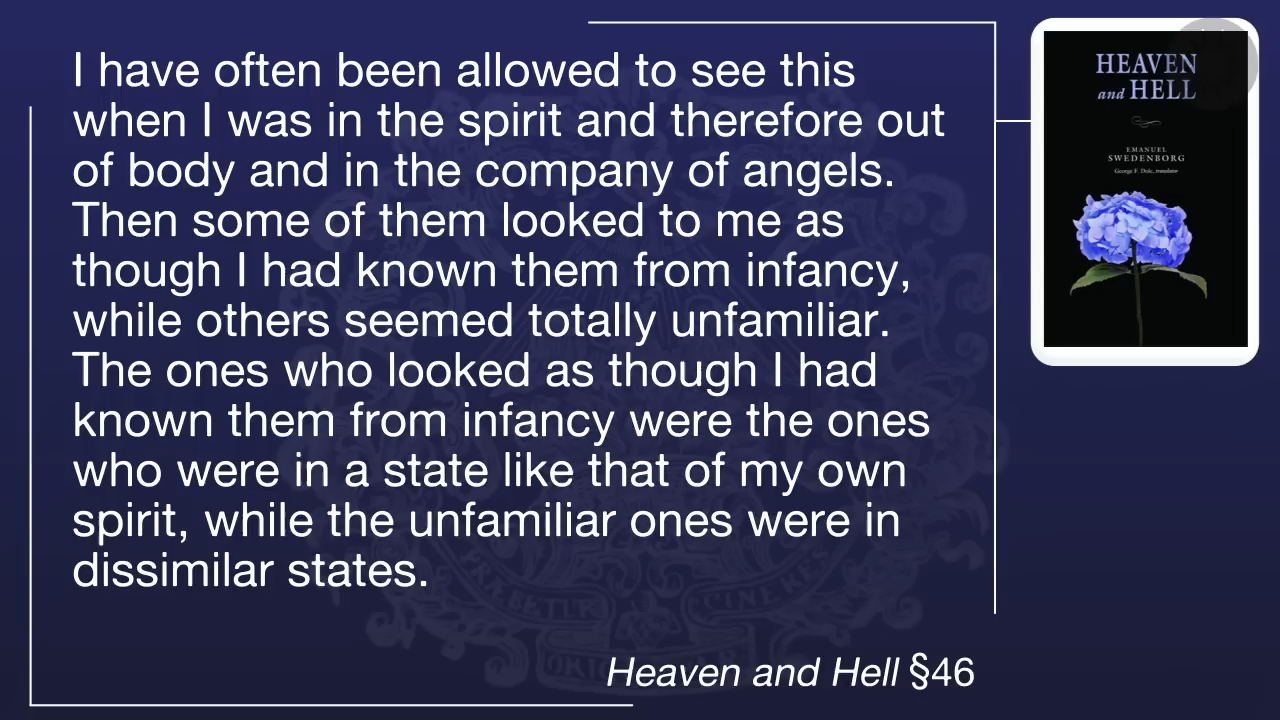 I have often been allowed to see this
when I was in the spirit and therefore out
of body and in the company of angels.
Then some of them looked to me as
though I had known them from infancy,
while others seemed totally unfamiliar.
The ones who looked as though I had
known them from infancy were the ones
who were in a state like that of my own
spirit, while the unfamiliar ones were in
dissimilar states.
Heaven and Hell §46
HEAVEN
and HELL
EMANUEL
SWEDENBORG
George F. Dole, translator